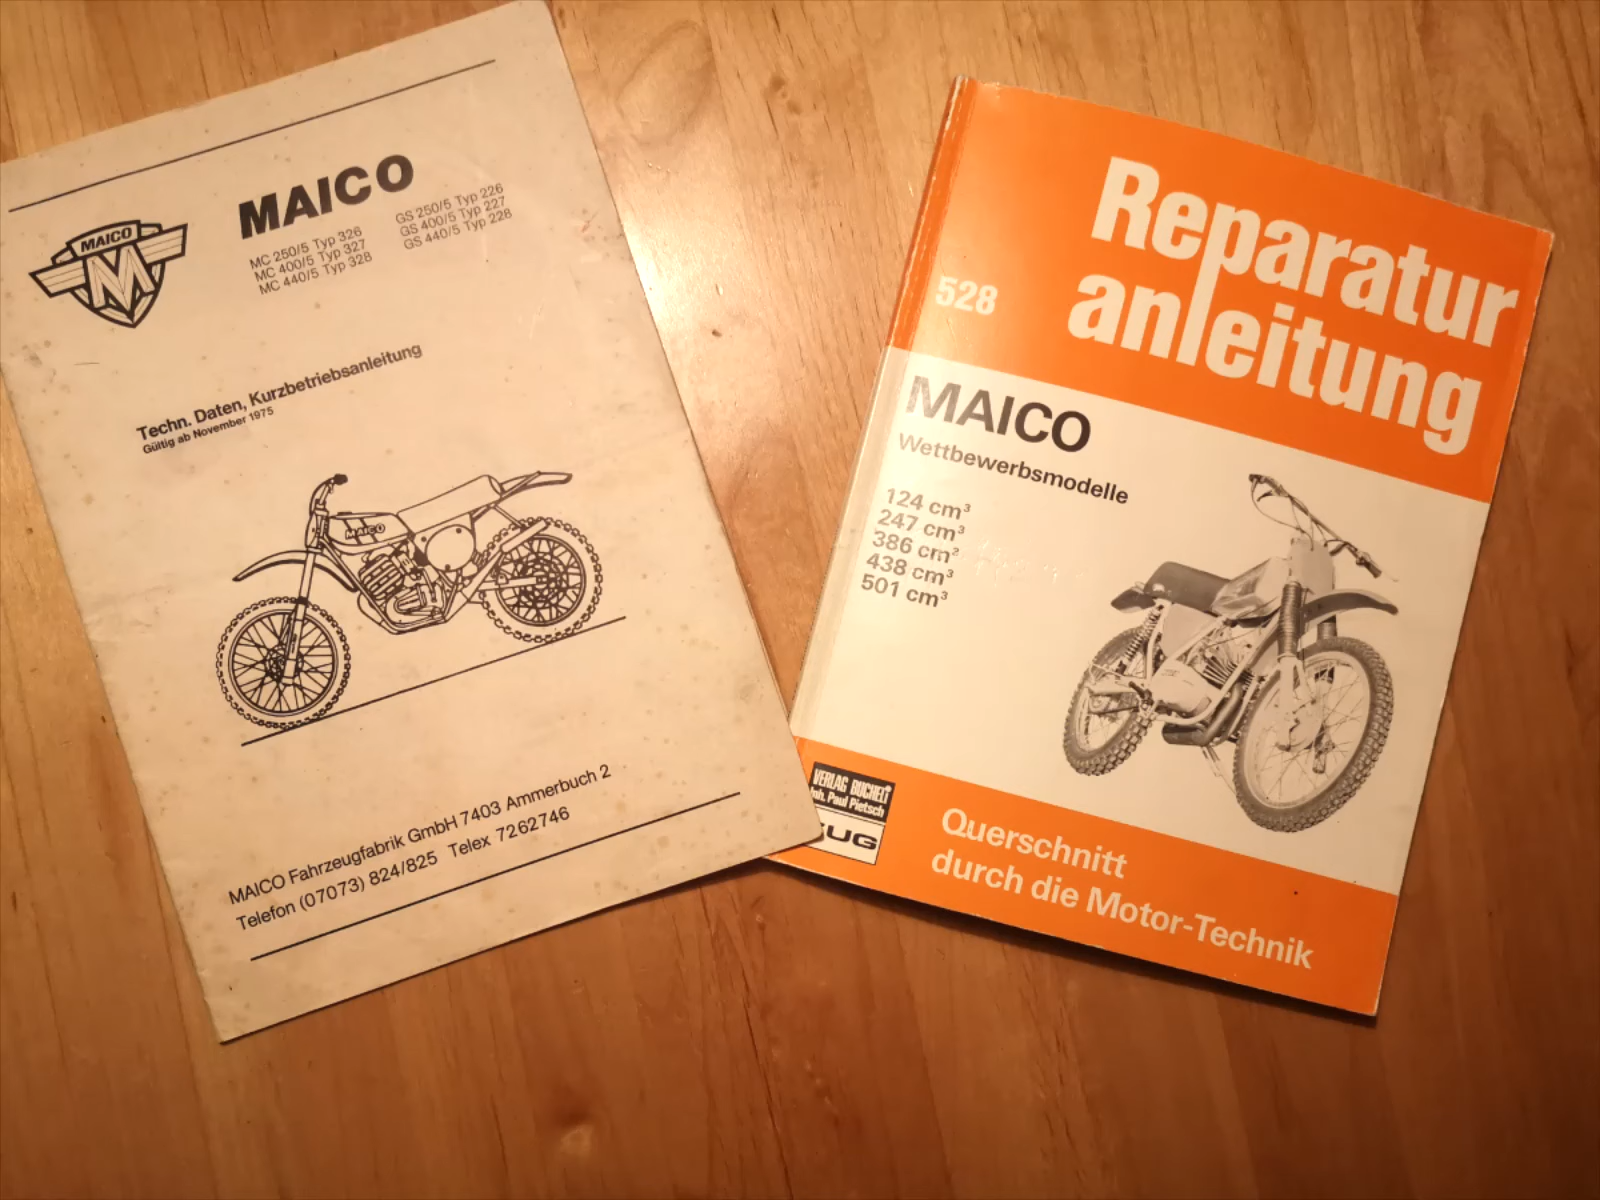 MAICO
M
MAICO
MC 250/5 Typ 326
MC 400/5 Typ 327
MC 440/5 Typ 328
GS 250/5 Typ 226
GS 400/5 Typ 227
GS 440/5 Typ 228
Techn. Daten, Kurzbetriebsanleitung
Gültig ab November 1975
MAICO
MAICO Fahrzeugfabrik GmbH 7403 Ammerbuch 2
Telefon (07073) 824/825 Telex 7262746
Reparatur
anleitung
528
MAICO
Wettbewerbsmodelle
124 cm³
247 cm³
386 cm²
438 cm³
501 cm³
VERLAG BUCHELI
Inh. Paul Pietsch
ZUG
Querschnitt
durch die Motor-Technik